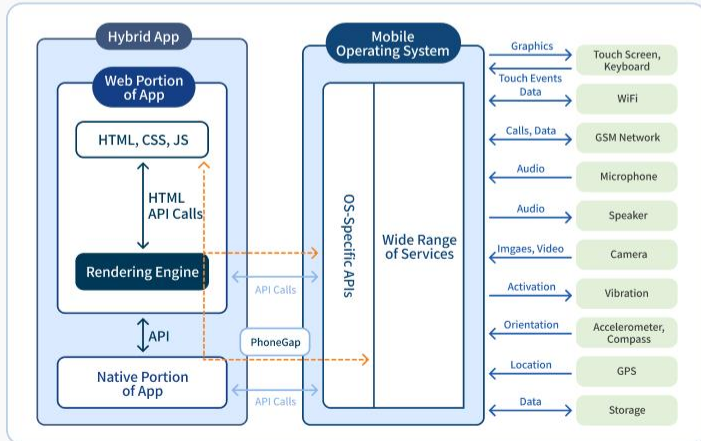 Hybrid App
Web Portion
of App
HTML, CSS, JS
HTML
API Calls
Rendering Engine
API
Native Portion
of App
API Calls
PhoneGap
API Calls
Mobile
Operating System
OS-Specific APIs
Wide Range
of Services
Graphics
Touch Events
Touch Screen,
Keyboard
Data
WiFi
Calls, Data
GSM Network
Audio
Microphone
Audio
Speaker
Imgaes, Video
Camera
Activation
Vibration
Orientation
Accelerometer,
Compass
Location
GPS
Data
Storage